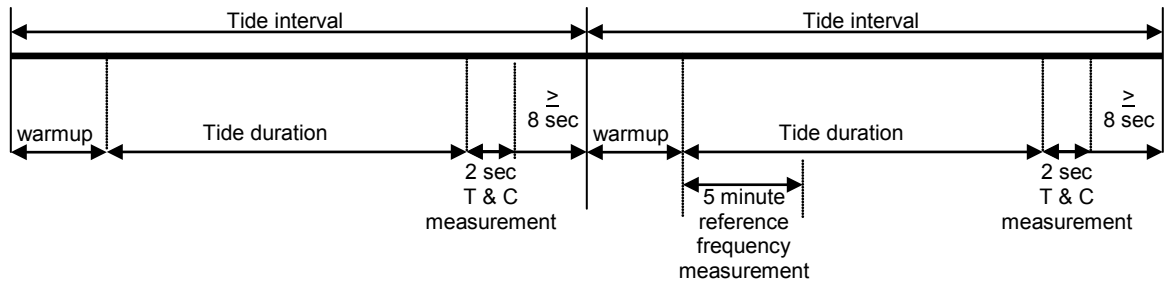 Tide interval
Tide interval
warmup
Tide duration
≥
8 sec
warmup
Tide duration
≥
8 sec
2 sec
T & C
measurement
5 minute
reference
frequency
measurement
2 sec
T & C
measurement